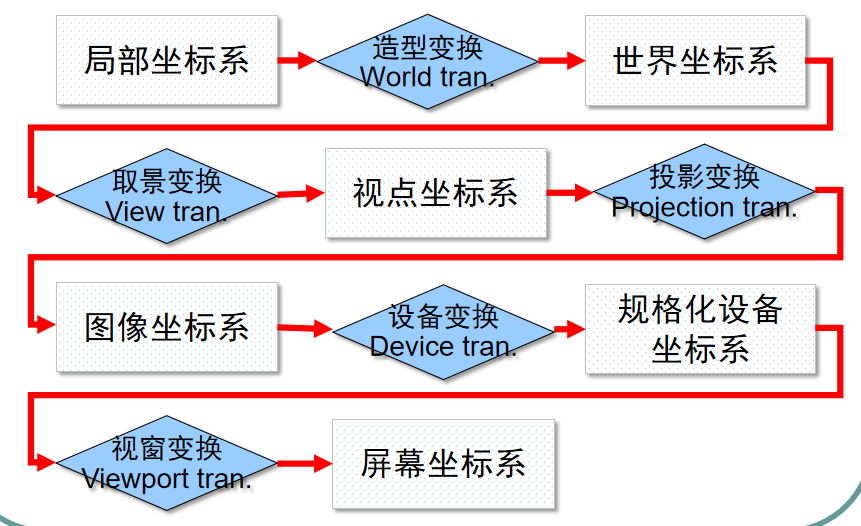 局部坐标系
造型变换
World tran.
世界坐标系
取景变换
View tran.
视点坐标系
投影变换
Projection tran.
图像坐标系
设备变换
Device tran.
规格化设备
坐标系
视窗变换
Viewport tran.
屏幕坐标系